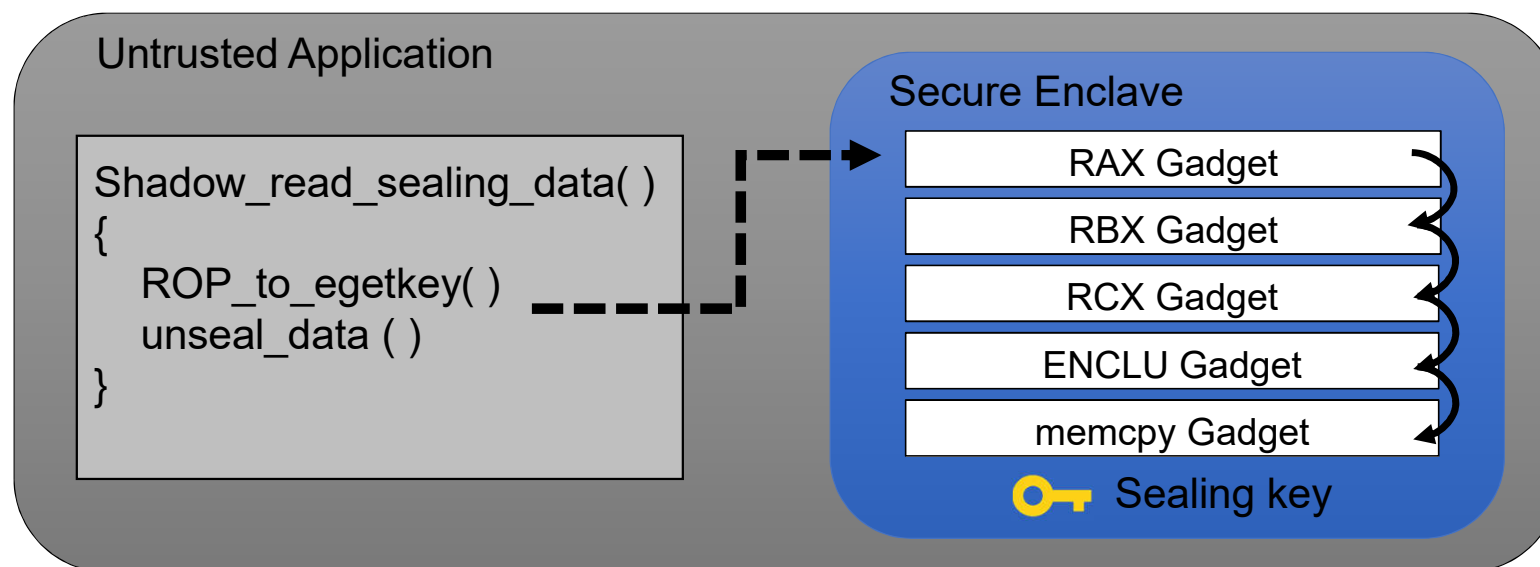 Untrusted Application
Shadow_read_sealing_data( )
{
ROP_to_egetkey( )
unseal_data ( )
}
Secure Enclave
RAX Gadget
RBX Gadget
RCX Gadget
ENCLU Gadget
memcpy Gadget
Sealing key